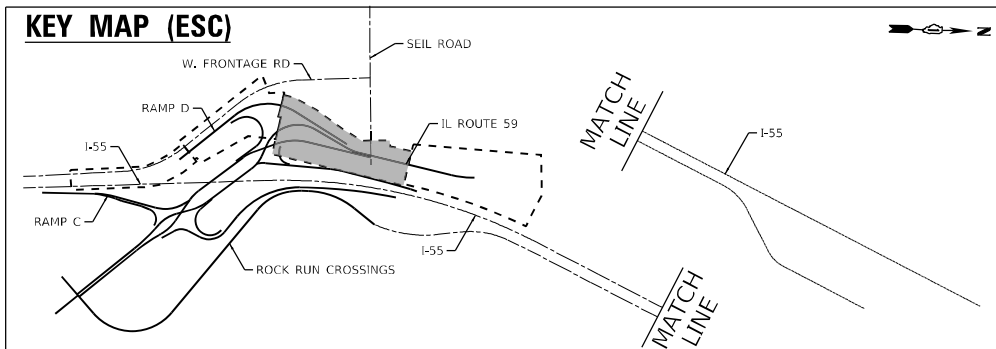 KEY MAP (ESC)
N
SEIL ROAD
W. FRONTAGE RD
RAMP D
IL ROUTE 59
I-55
MATCH
LINE
I-55
RAMP C
I-55
ROCK RUN CROSSINGS
MATCH
LINE